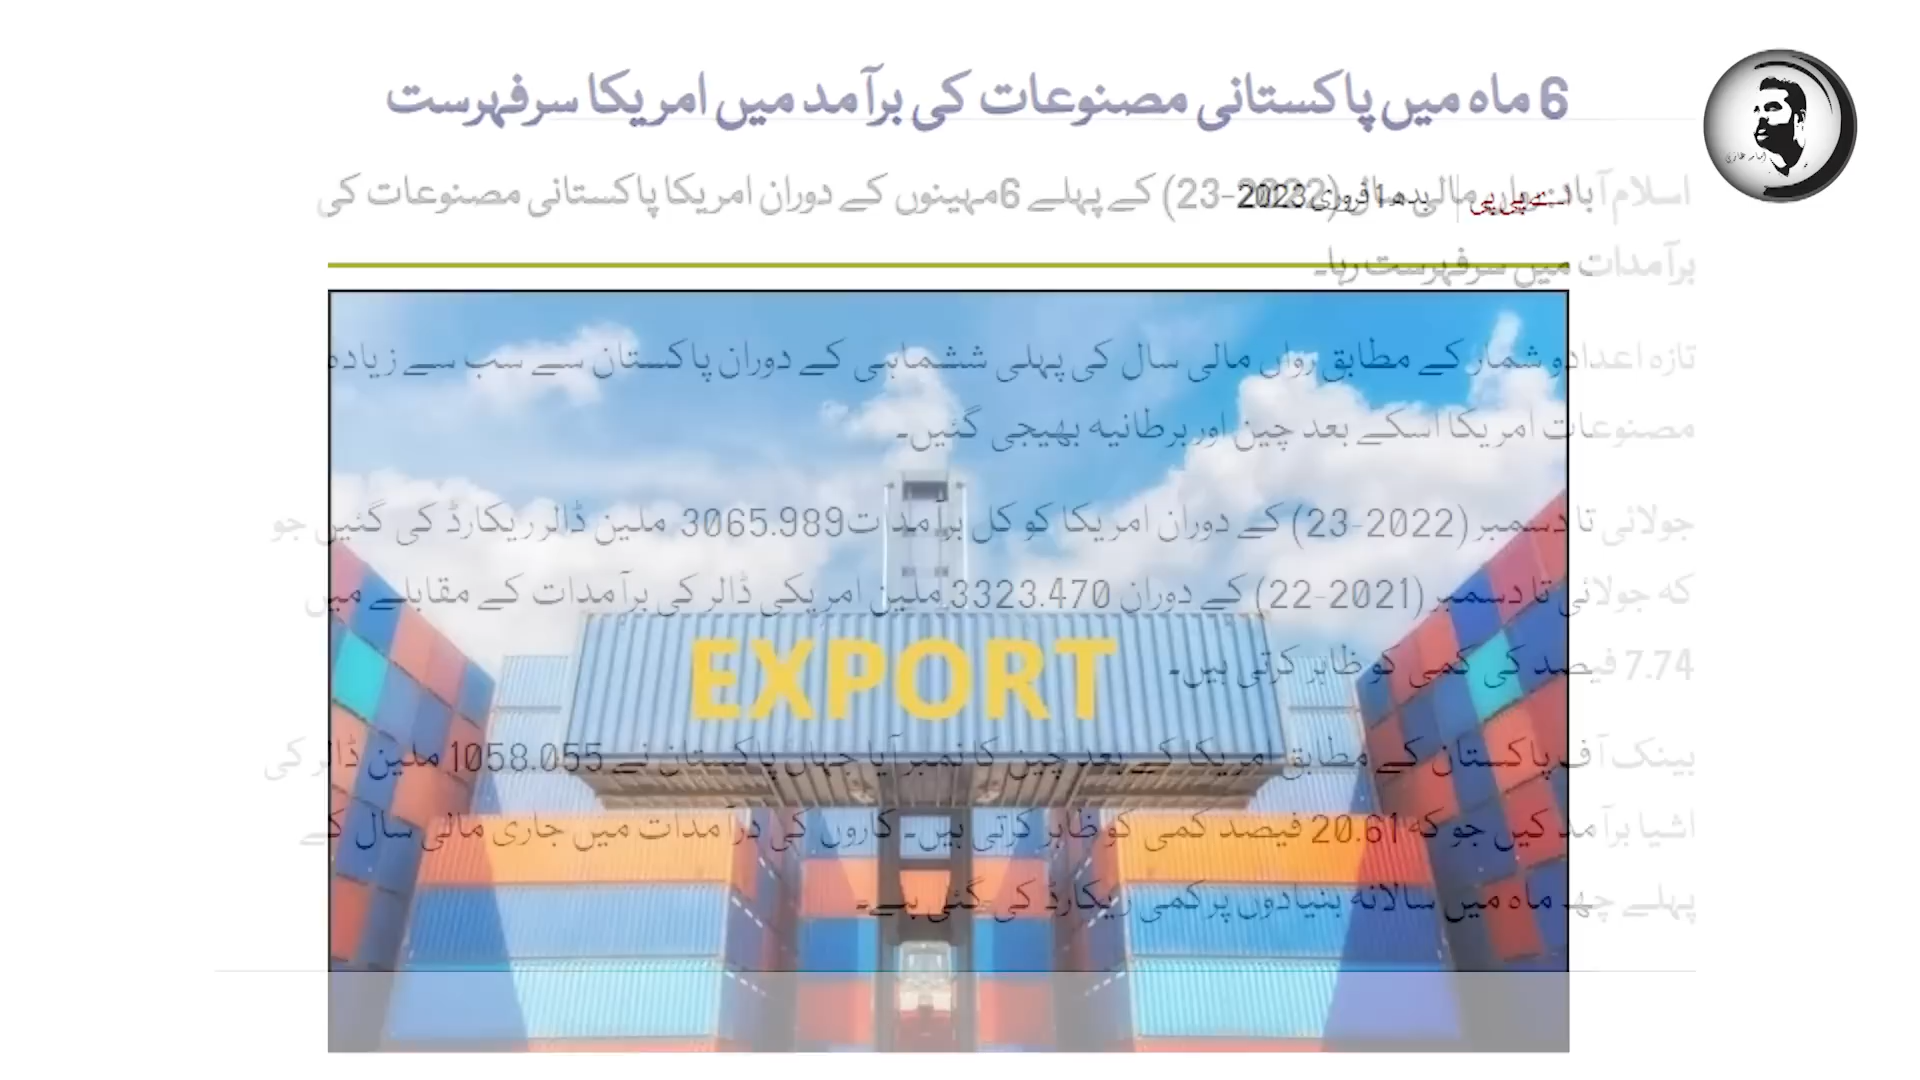 6 ماہ میں پاکستانی مصنوعات کی برآمد میں امریکا سرفہرست
اے پی پی بدھ 1 فروری 2023
اسلام آباد: رواں مالی سال (2022-23) کے پہلے 6 مہینوں کے دوران امریکا پاکستانی مصنوعات کی
برآمدات میں سرفہرست رہا۔
تازہ اعدادو شمار کے مطابق رواں مالی سال کی پہلی ششماہی کے دوران پاکستان سے سب سے زیادہ
مصنوعات امریکا اسکے بعد چین اور برطانیہ بھیجی گئیں۔
جولائی تا دسمبر (2022-23) کے دوران امریکا کو کل برآمدات 3065.989 ملین ڈالر ریکارڈ کی گئیں جو
کہ جولائی تا دسمبر (2021-22) کے دوران 3323.470 ملین امریکی ڈالر کی برآمدات کے مقابلے میں
7.74 فیصد کی کمی کو ظاہر کرتی ہیں۔
EXPORT
بینک آف پاکستان کے مطابق امریکا کے بعد چین کا نمبر آیا جہاں پاکستان نے 1058.055 ملین ڈالر کی
اشیا برآمد کیں جو کہ 20.61 فیصد کمی کو ظاہر کرتی ہیں۔ کاروں کی درآمدات میں جاری مالی سال کے
پہلے چھ ماہ میں سالانہ بنیادوں پر کمی ریکارڈ کی گئی ہے۔